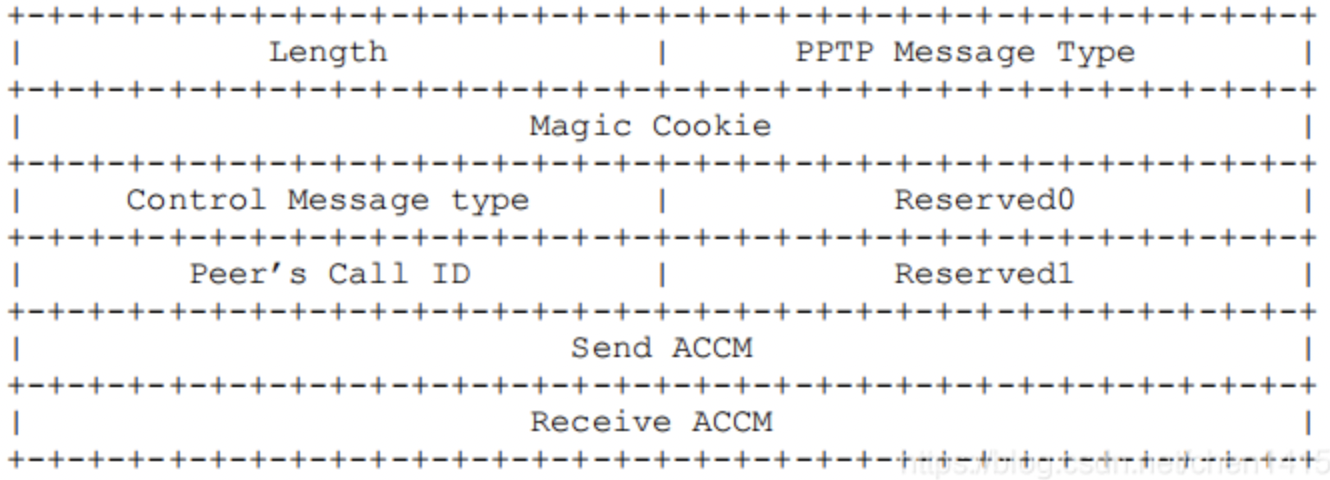 +-+-+-+-+-+-+-+-+-+-+-+-+-+-+-+-+-+-+-+-+-+-+-+-+-+-+-+-+-+-+-+-+
| Length | PPTP Message Type |
+-+-+-+-+-+-+-+-+-+-+-+-+-+-+-+-+-+-+-+-+-+-+-+-+-+-+-+-+-+-+-+-+
| Magic Cookie |
+-+-+-+-+-+-+-+-+-+-+-+-+-+-+-+-+-+-+-+-+-+-+-+-+-+-+-+-+-+-+-+-+
| Control Message type | Reserved0 |
+-+-+-+-+-+-+-+-+-+-+-+-+-+-+-+-+-+-+-+-+-+-+-+-+-+-+-+-+-+-+-+-+
| Peer’s Call ID | Reserved1 |
+-+-+-+-+-+-+-+-+-+-+-+-+-+-+-+-+-+-+-+-+-+-+-+-+-+-+-+-+-+-+-+-+
| Send ACCM |
+-+-+-+-+-+-+-+-+-+-+-+-+-+-+-+-+-+-+-+-+-+-+-+-+-+-+-+-+-+-+-+-+
| Receive ACCM |
+-+-+-+-+-+-+-+-+-+-+-+-+-+-+-+-+-+-+-+-+-+-+-+-+-+-+-+-+-+-+-+-+
https://blog.csdn.net/chen1415